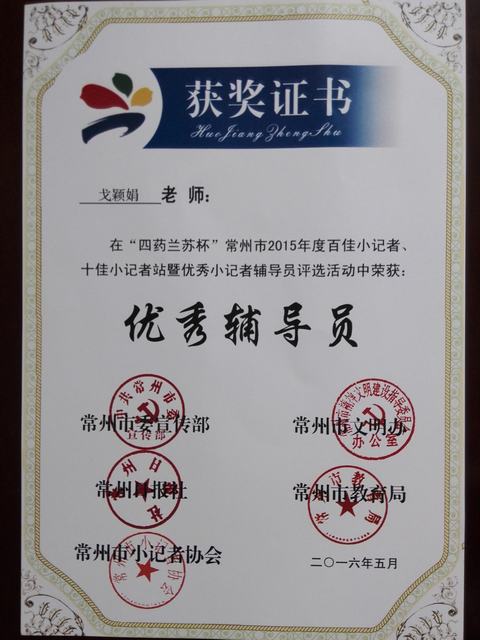 获奖证书
HuoJiangZhengShu
戈颖娟 老师：
在“四药兰苏杯”常州市2015年度百佳小记者、
十佳小记者站暨优秀小记者辅导员评选活动中荣获：
优秀辅导员
常州市委宣传部 常州市文明办
常州日报社 常州市教育局
常州市小记者协会
二〇一六年五月